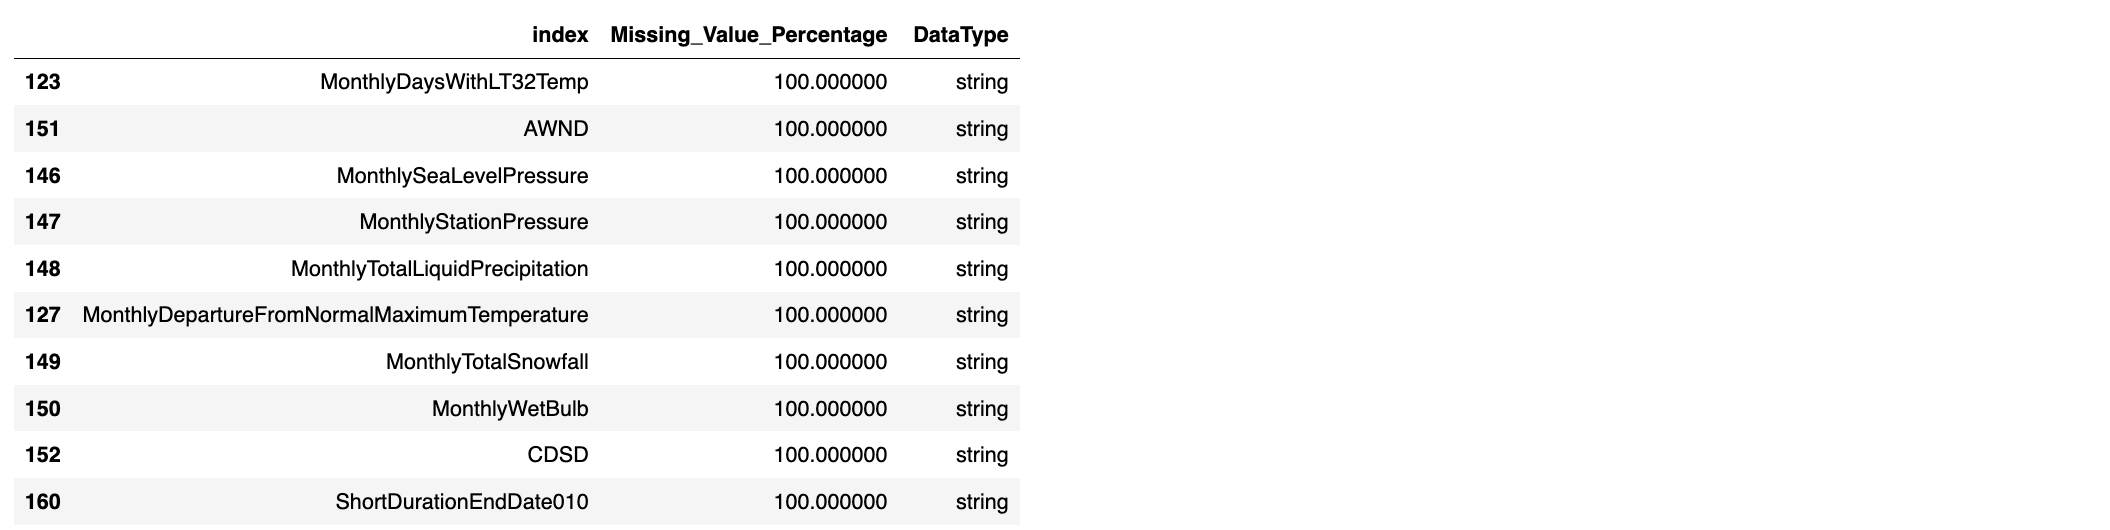 index Missing_Value_Percentage DataType
123 MonthlyDaysWithLT32Temp 100.000000 string
151 AWND 100.000000 string
146 MonthlySeaLevelPressure 100.000000 string
147 MonthlyStationPressure 100.000000 string
148 MonthlyTotalLiquidPrecipitation 100.000000 string
127 MonthlyDepartureFromNormalMaximumTemperature 100.000000 string
149 MonthlyTotalSnowfall 100.000000 string
150 MonthlyWetBulb 100.000000 string
152 CDSD 100.000000 string
160 ShortDurationEndDate010 100.000000 string